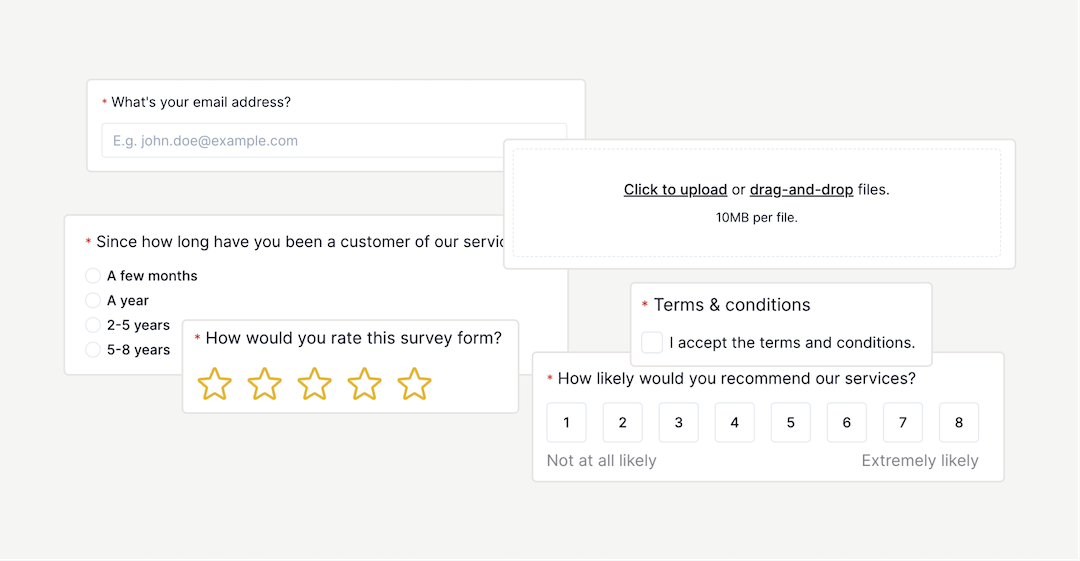 * What's your email address?
E.g. john.doe@example.com
Click to upload or drag-and-drop files.
10MB per file.
* Since how long have you been a customer of our
A few months
A year
2-5 years
5-8 years
* How would you rate this survey form?
* Terms & conditions
I accept the terms and conditions.
* How likely would you recommend our services?
1 2 3 4 5 6 7 8
Not at all likely Extremely likely